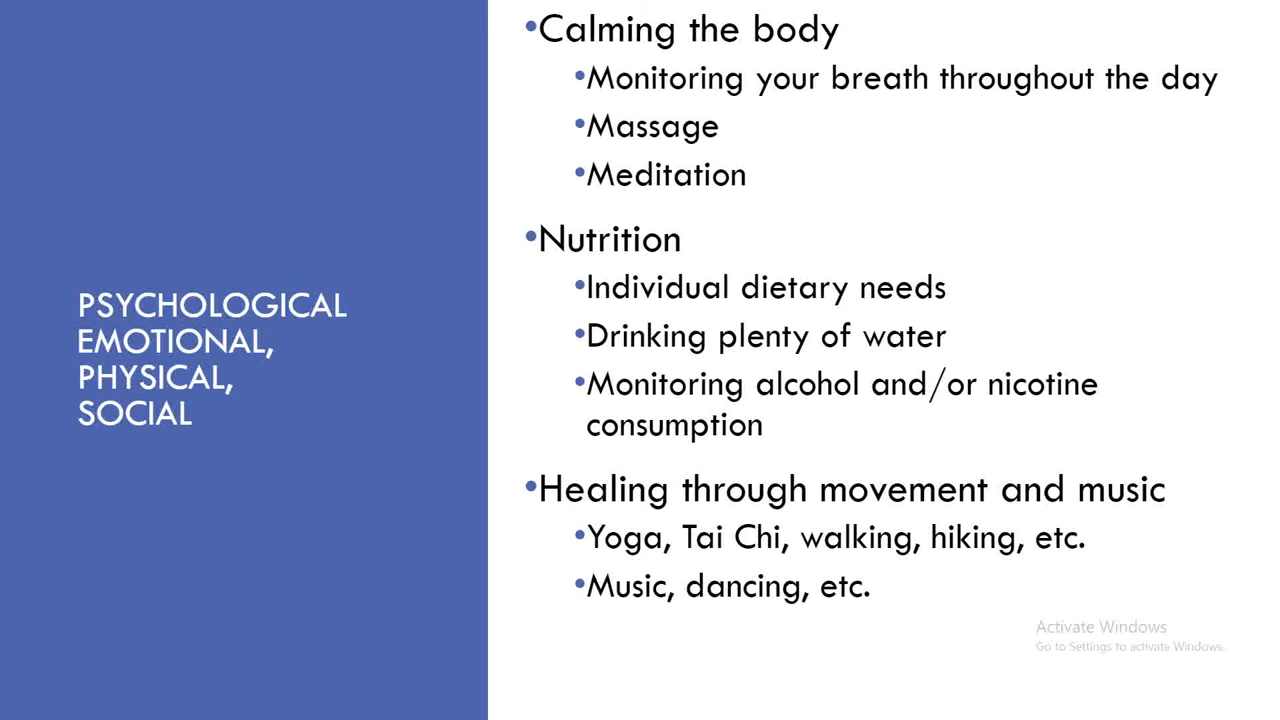 PSYCHOLOGICAL
EMOTIONAL,
PHYSICAL,
SOCIAL
•Calming the body
•Monitoring your breath throughout the day
•Massage
•Meditation
•Nutrition
•Individual dietary needs
•Drinking plenty of water
•Monitoring alcohol and/or nicotine
consumption
•Healing through movement and music
•Yoga, Tai Chi, walking, hiking, etc.
•Music, dancing, etc.
Activate Windows
Go to Settings to activate Windows.